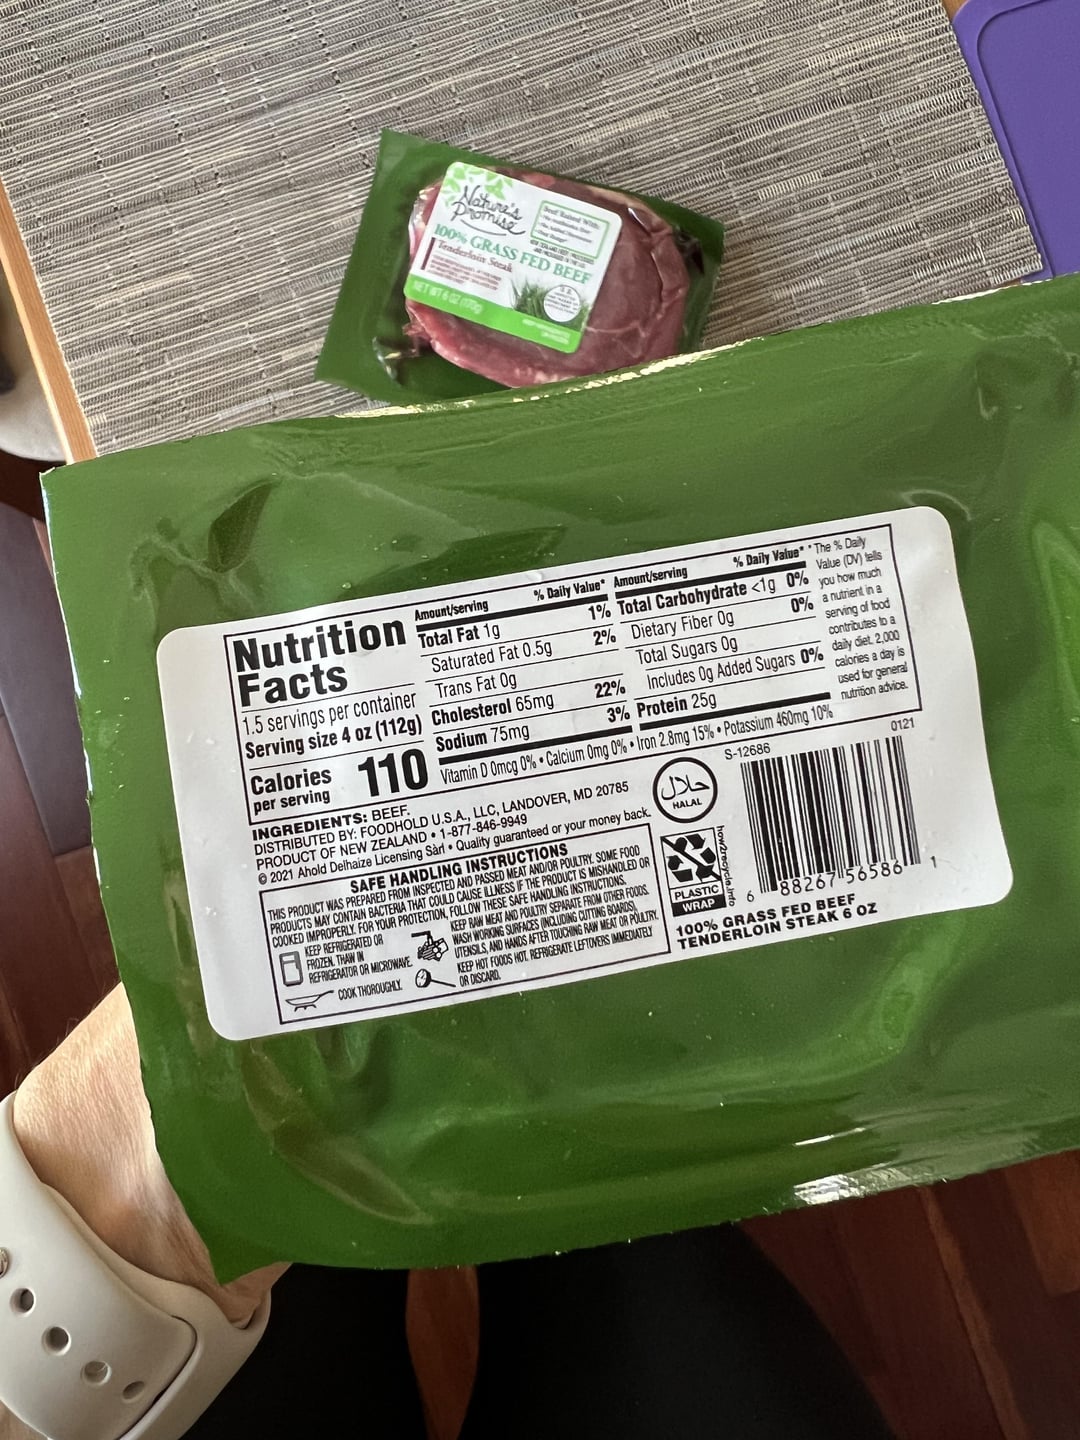 Nature's
Promise
100% GRASS FED BEEF
Tenderloin Steak
NET WT 6 OZ (170g)
Beef Raised With:
Nutrition
Facts
1.5 servings per container
Serving size 4 oz (112g)
Calories
per serving
110
Amount/serving % Daily Value*
Total Fat 1g 1%
Saturated Fat 0.5g 2%
Trans Fat 0g
Cholesterol 65mg 22%
Sodium 75mg 3%
Amount/serving % Daily Value*
Total Carbohydrate <1g 0%
Dietary Fiber 0g 0%
Total Sugars 0g
Includes 0g Added Sugars 0%
Protein 25g
Vitamin D 0mcg 0% • Calcium 0mg 0% • Iron 2.8mg 15% • Potassium 460mg 10%
* The % Daily
Value (DV) tells
you how much
a nutrient in a
serving of food
contributes to a
daily diet. 2,000
calories a day is
used for general
nutrition advice.
INGREDIENTS: BEEF.
DISTRIBUTED BY: FOODHOLD U.S.A., LLC, LANDOVER, MD 20785
PRODUCT OF NEW ZEALAND • 1-877-846-9949
© 2021 Ahold Delhaize Licensing Sàrl • Quality guaranteed or your money back.
SAFE HANDLING INSTRUCTIONS
THIS PRODUCT WAS PREPARED FROM INSPECTED AND PASSED MEAT AND/OR POULTRY. SOME FOOD
PRODUCTS MAY CONTAIN BACTERIA THAT COULD CAUSE ILLNESS IF THE PRODUCT IS MISHANDLED OR
COOKED IMPROPERLY. FOR YOUR PROTECTION, FOLLOW THESE SAFE HANDLING INSTRUCTIONS.
KEEP REFRIGERATED OR
FROZEN. THAW IN
REFRIGERATOR OR MICROWAVE.
COOK THOROUGHLY.
KEEP RAW MEAT AND POULTRY SEPARATE FROM OTHER FOODS.
WASH WORKING SURFACES (INCLUDING CUTTING BOARDS),
UTENSILS, AND HANDS AFTER TOUCHING RAW MEAT OR POULTRY.
KEEP HOT FOODS HOT. REFRIGERATE LEFTOVERS IMMEDIATELY
OR DISCARD.
حلال
HALAL
PLASTIC
WRAP
how2recycle.info
S-12686
0121
6 88267 56586 1
100% GRASS FED BEEF
TENDERLOIN STEAK 6 OZ